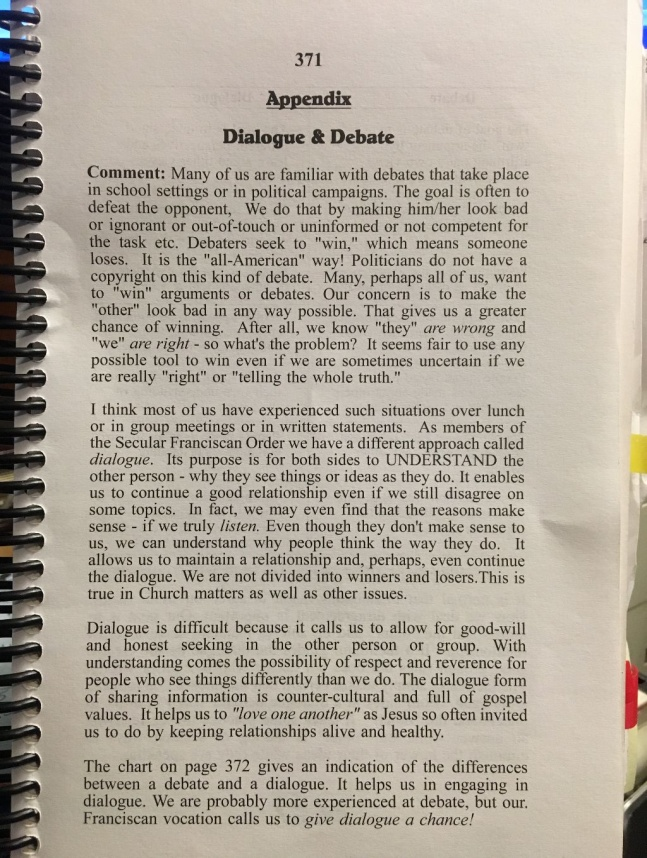 371
Appendix
Dialogue & Debate
Comment: Many of us are familiar with debates that take place
in school settings or in political campaigns. The goal is often to
defeat the opponent, We do that by making him/her look bad
or ignorant or out-of-touch or uninformed or not competent for
the task etc. Debaters seek to "win," which means someone
loses. It is the "all-American" way! Politicians do not have a
copyright on this kind of debate. Many, perhaps all of us, want
to "win" arguments or debates. Our concern is to make the
"other" look bad in any way possible. That gives us a greater
chance of winning. After all, we know "they" are wrong and
"we" are right - so what's the problem? It seems fair to use any
possible tool to win even if we are sometimes uncertain if we
are really "right" or "telling the whole truth."
I think most of us have experienced such situations over lunch
or in group meetings or in written statements. As members of
the Secular Franciscan Order we have a different approach called
dialogue. Its purpose is for both sides to UNDERSTAND the
other person - why they see things or ideas as they do. It enables
us to continue a good relationship even if we still disagree on
some topics. In fact, we may even find that the reasons make
sense - if we truly listen. Even though they don't make sense to
us, we can understand why people think the way they do. It
allows us to maintain a relationship and, perhaps, even continue
the dialogue. We are not divided into winners and losers.This is
true in Church matters as well as other issues.
Dialogue is difficult because it calls us to allow for good-will
and honest seeking in the other person or group. With
understanding comes the possibility of respect and reverence for
people who see things differently than we do. The dialogue form
of sharing information is counter-cultural and full of gospel
values. It helps us to "love one another" as Jesus so often invited
us to do by keeping relationships alive and healthy.
The chart on page 372 gives an indication of the differences
between a debate and a dialogue. It helps us in engaging in
dialogue. We are probably more experienced at debate, but our.
Franciscan vocation calls us to give dialogue a chance!